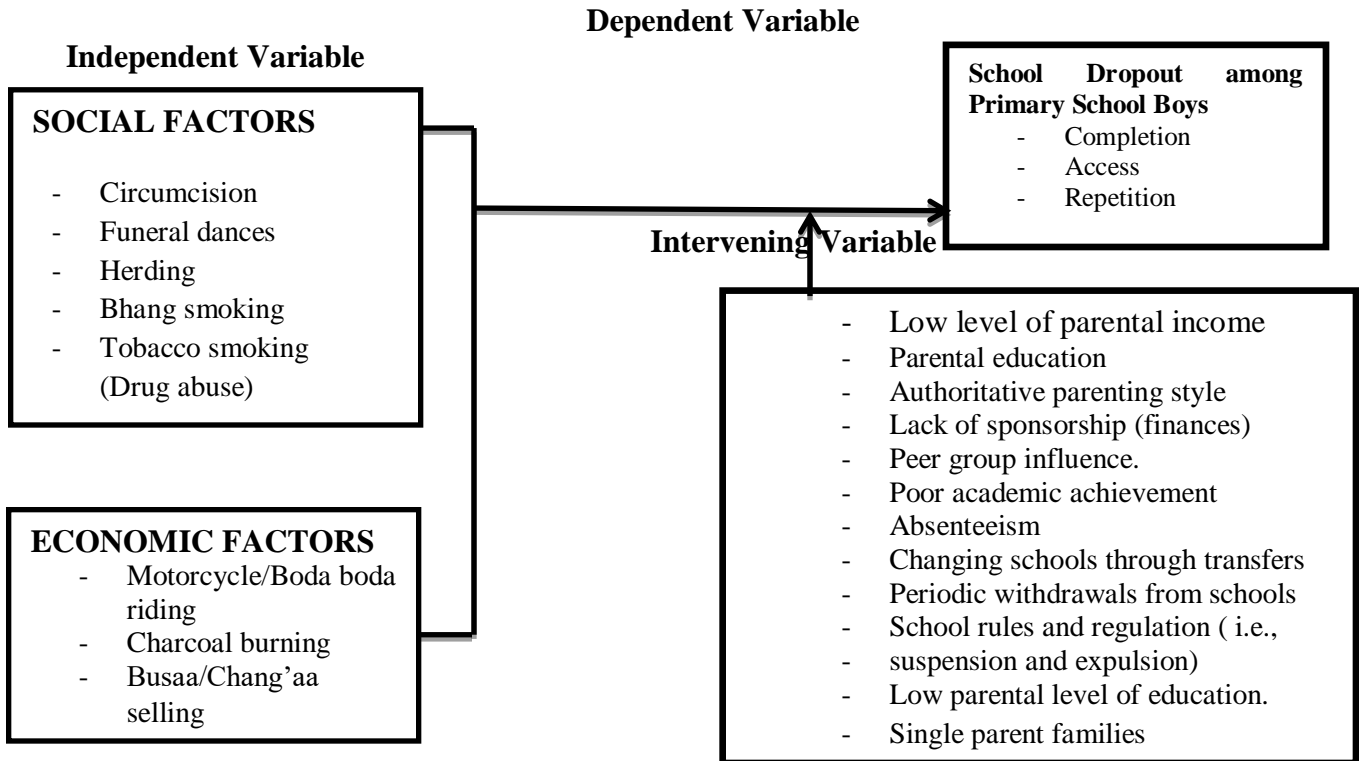 Dependent Variable
Independent Variable
SOCIAL FACTORS
- Circumcision
- Funeral dances
- Herding
- Bhang smoking
- Tobacco smoking
(Drug abuse)
ECONOMIC FACTORS
- Motorcycle/Boda boda
riding
- Charcoal burning
- Busaa/Chang'aa
selling
School Dropout among
Primary School Boys
- Completion
- Access
- Repetition
Intervening Variable
- Low level of parental income
- Parental education
- Authoritative parenting style
- Lack of sponsorship (finances)
- Peer group influence.
- Poor academic achievement
- Absenteeism
- Changing schools through transfers
- Periodic withdrawals from schools
- School rules and regulation ( i.e.,
- suspension and expulsion)
- Low parental level of education.
- Single parent families